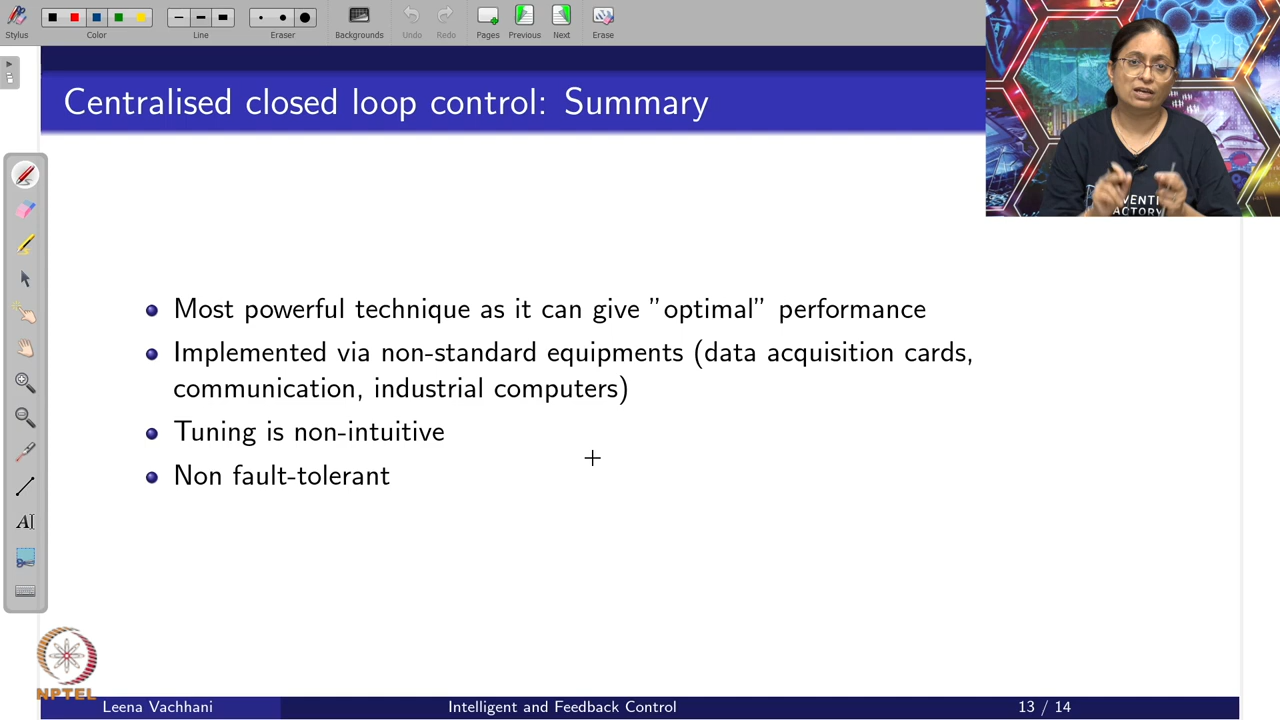 Stylus
Color
Line
Eraser
Backgrounds
Undo
Redo
Pages
Previous
Next
Erase
Centralised closed loop control: Summary
VENTI
ACTORY
Most powerful technique as it can give ”optimal” performance
Implemented via non-standard equipments (data acquisition cards,
communication, industrial computers)
Tuning is non-intuitive
Non fault-tolerant
NPTEL
Leena Vachhani
Intelligent and Feedback Control
13 / 14